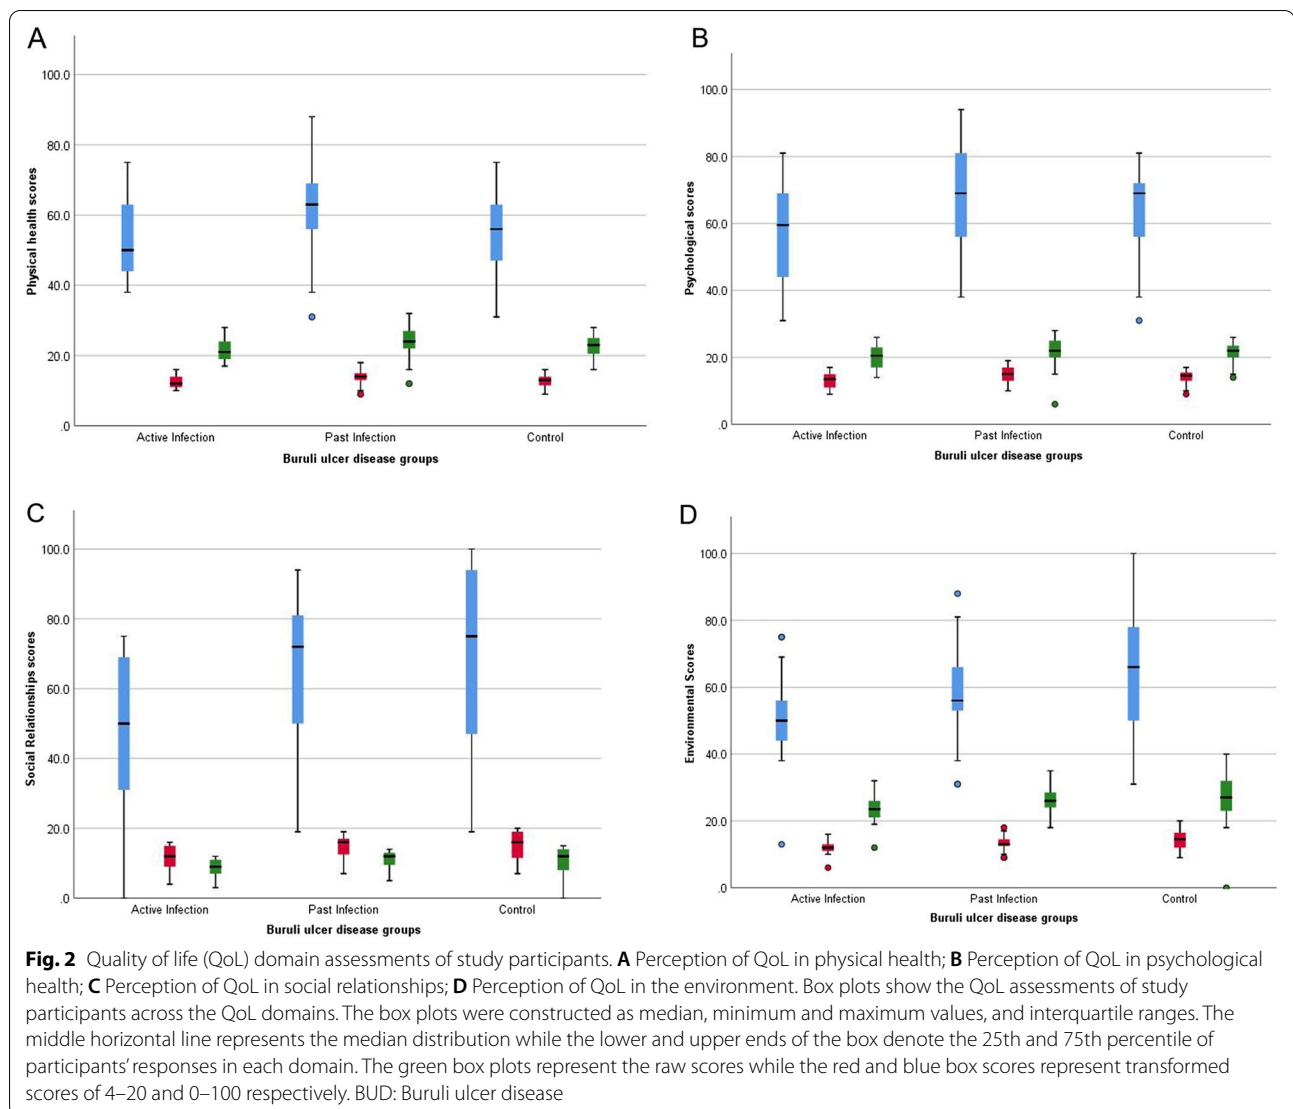 A
100.0
80.0
60.0
40.0
20.0
.0
Physical health scores
Active Infection Past Infection Control
Buruli ulcer disease groups
B
100.0
80.0
60.0
40.0
20.0
.0
Psychological scores
Active Infection Past Infection Control
Buruli ulcer disease groups
C
100.0
80.0
60.0
40.0
20.0
.0
Social Relationships scores
Active Infection Past Infection Control
Buruli ulcer disease groups
D
100.0
80.0
60.0
40.0
20.0
.0
Environmental Scores
Active Infection Past Infection Control
Buruli ulcer disease groups
Fig. 2 Quality of life (QoL) domain assessments of study participants. A Perception of QoL in physical health; B Perception of QoL in psychological
health; C Perception of QoL in social relationships; D Perception of QoL in the environment. Box plots show the QoL assessments of study
participants across the QoL domains. The box plots were constructed as median, minimum and maximum values, and interquartile ranges. The
middle horizontal line represents the median distribution while the lower and upper ends of the box denote the 25th and 75th percentile of
participants' responses in each domain. The green box plots represent the raw scores while the red and blue box scores represent transformed
scores of 4–20 and 0–100 respectively. BUD: Buruli ulcer disease